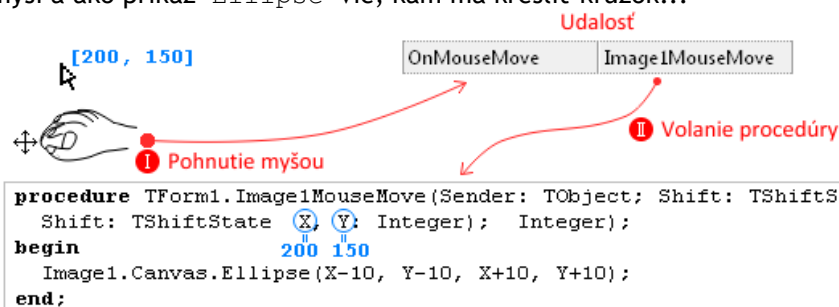 ako príkaz Ellipse vie, kam má kresliť krúžok...
Udalosť
[200, 150]
OnMouseMove Image1MouseMove
I Pohnutie myšou
II Volanie procedúry
procedure TForm1.Image1MouseMove(Sender: TObject; Shift: TShiftS
Shift: TShiftState X, Y: Integer); Integer);
begin
200 150
Image1.Canvas.Ellipse(X-10, Y-10, X+10, Y+10);
end;